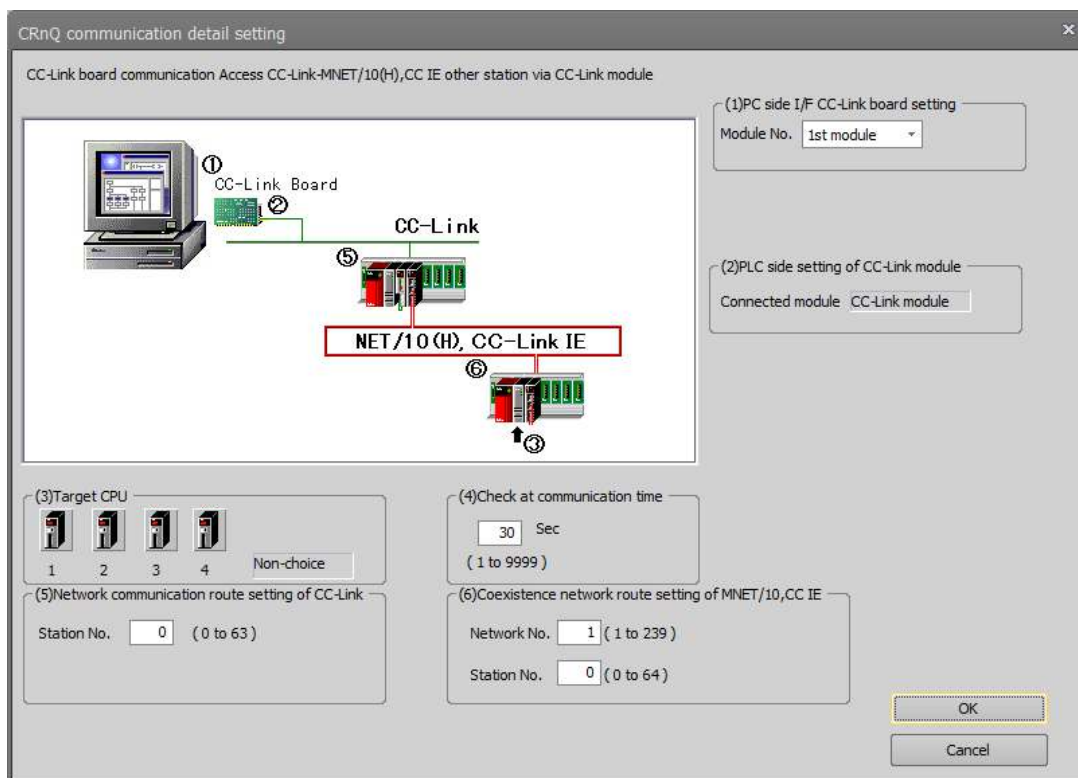 CRnQ communication detail setting
CC-Link board communication Access CC-Link-MNET/10(H),CC IE other station via CC-Link module
①
CC-Link Board
②
CC-Link
⑤
NET/10(H), CC-Link IE
⑥
③
(1)PC side I/F CC-Link board setting
Module No. 1st module
(2)PLC side setting of CC-Link module
Connected module CC-Link module
(3)Target CPU
1 2 3 4 Non-choice
(4)Check at communication time
30 Sec
( 1 to 9999 )
(5)Network communication route setting of CC-Link
Station No. 0 ( 0 to 63 )
(6)Coexistence network route setting of MNET/10,CC IE
Network No. 1 ( 1 to 239 )
Station No. 0 ( 0 to 64 )
OK
Cancel